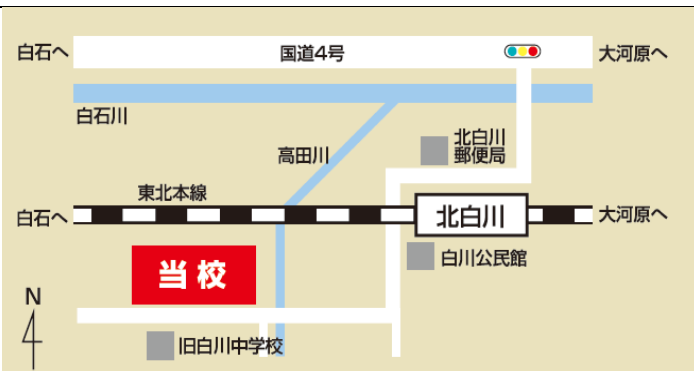 白石へ
国道4号
大河原へ
白石川
高田川
北白川
郵便局
東北本線
白石へ
北白川
大河原へ
白川公民館
当校
N
旧白川中学校